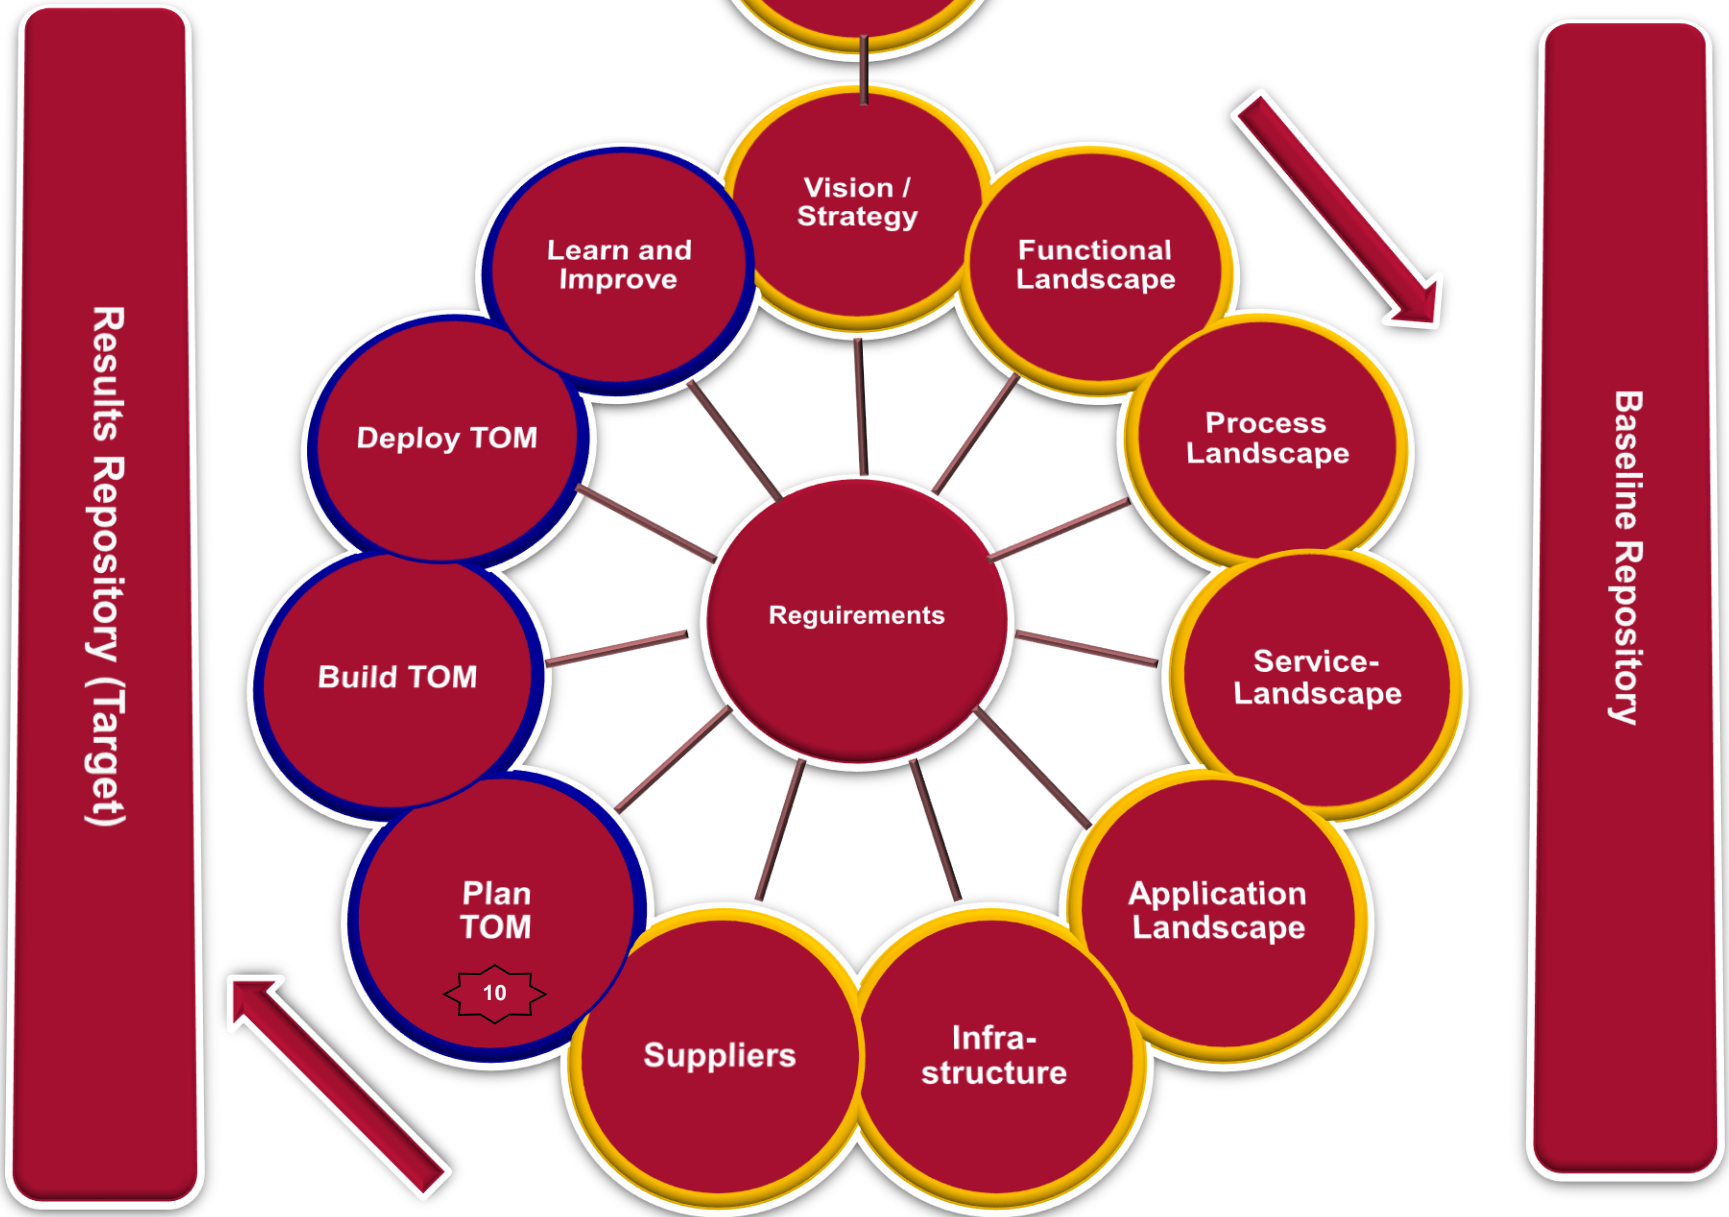 Results Repository (Target)
Vision /
Strategy
Functional
Landscape
Process
Landscape
Service-
Landscape
Application
Landscape
Infra-
structure
Suppliers
Plan
TOM
10
Build TOM
Deploy TOM
Learn and
Improve
Reguirements
Baseline Repository